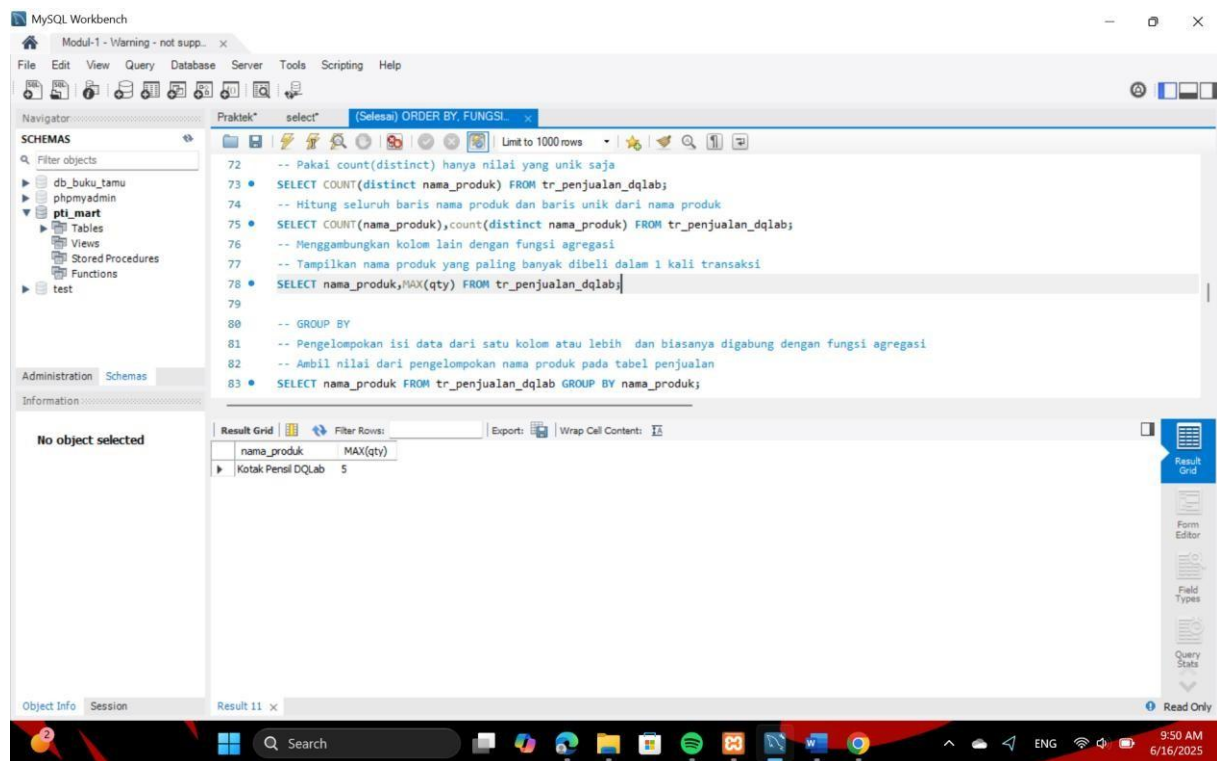 MySQL Workbench
Modul-1 - Warning - not supp..
File Edit View Query Database Server Tools Scripting Help
Navigator
Praktek* select* (Selesai) ORDER BY, FUNGSI...
SCHEMAS
Limit to 1000 rows
Filter objects
db_buku_tamu
phpmyadmin
pti_mart
Tables
Views
Stored Procedures
Functions
test
72 -- Pakai count(distinct) hanya nilai yang unik saja
73 SELECT COUNT(distinct nama_produk) FROM tr_penjualan_dqlab;
74 -- Hitung seluruh baris nama produk dan baris unik dari nama produk
75 SELECT COUNT(nama_produk),count(distinct nama_produk) FROM tr_penjualan_dqlab;
76 -- Menggambungkan kolom lain dengan fungsi agregasi
77 -- Tampilkan nama produk yang paling banyak dibeli dalam 1 kali transaksi
78 SELECT nama_produk,MAX(qty) FROM tr_penjualan_dqlab;
79
80 -- GROUP BY
81 -- Pengelompokan isi data dari satu kolom atau lebih dan biasanya digabung dengan fungsi agregasi
82 -- Ambil nilai dari pengelompokan nama produk pada tabel penjualan
83 SELECT nama_produk FROM tr_penjualan_dqlab GROUP BY nama_produk;
Administration Schemas
Information
No object selected
Result Grid Filter Rows: Export: Wrap Cell Content:
nama_produk MAX(qty)
Kotak Pensil DQLab 5
Result Grid
Form Editor
Field Types
Query Stats
Object Info Session
Result 11
Read Only
2
Search
ENG
9:50 AM
6/16/2025